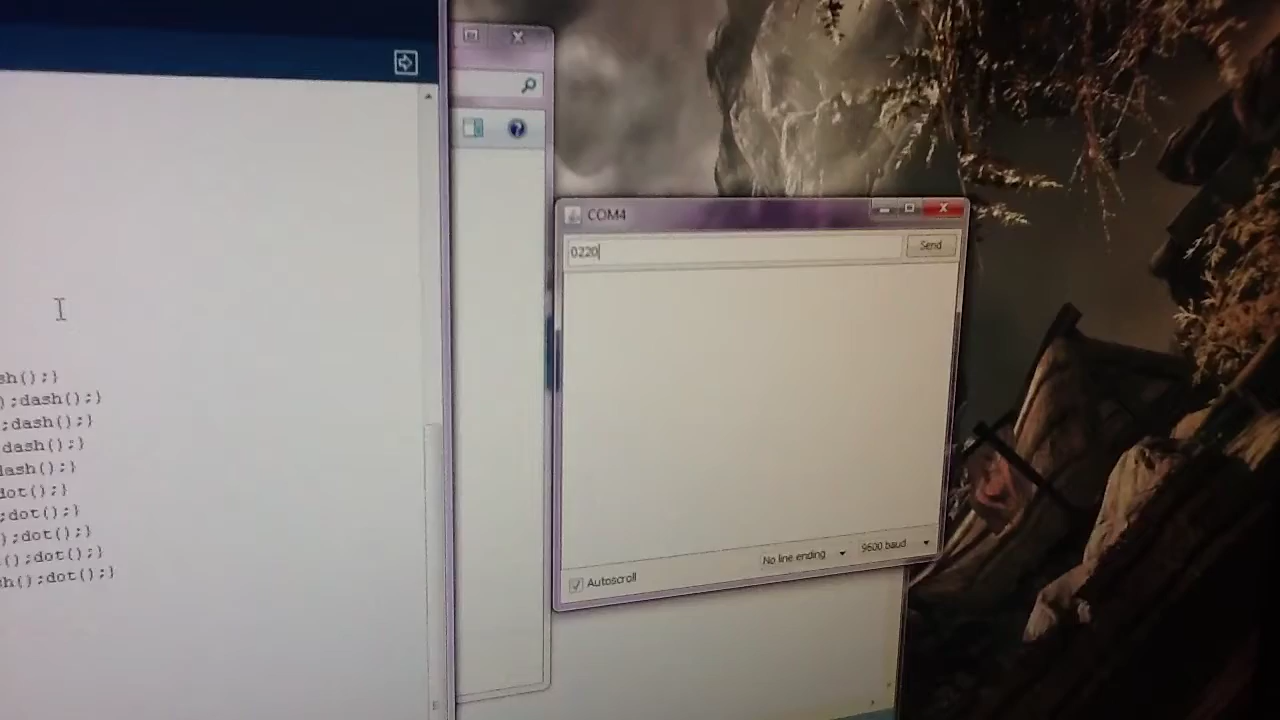 COM4
0220
Send
sh();}
);dash();}
;dash();}
dash();}
dash();}
dot();}
;dot();}
);dot();}
();dot();}
sh();dot();}
Autoscroll
No line ending
9600 baud